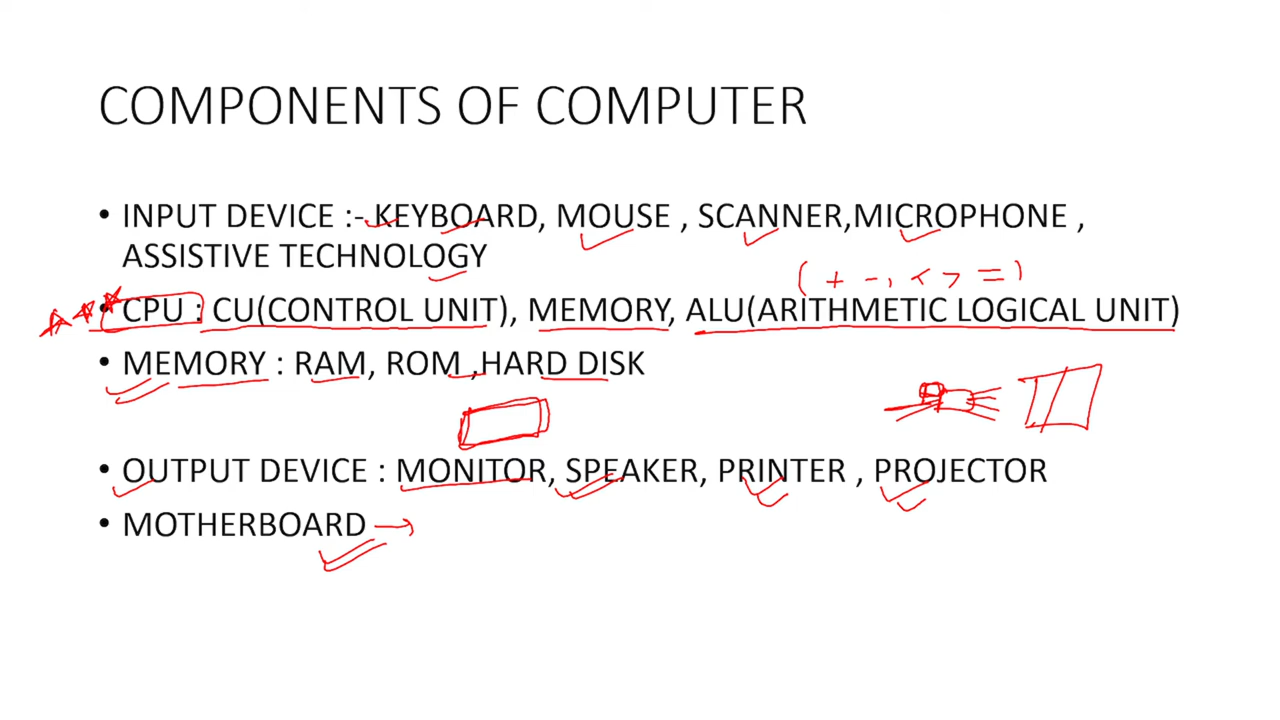 COMPONENTS OF COMPUTER
• INPUT DEVICE :- KEYBOARD, MOUSE , SCANNER,MICROPHONE ,
ASSISTIVE TECHNOLOGY
( + -, < > = )
• CPU : CU(CONTROL UNIT), MEMORY, ALU(ARITHMETIC LOGICAL UNIT)
• MEMORY : RAM, ROM ,HARD DISK
• OUTPUT DEVICE : MONITOR, SPEAKER, PRINTER , PROJECTOR
• MOTHERBOARD →